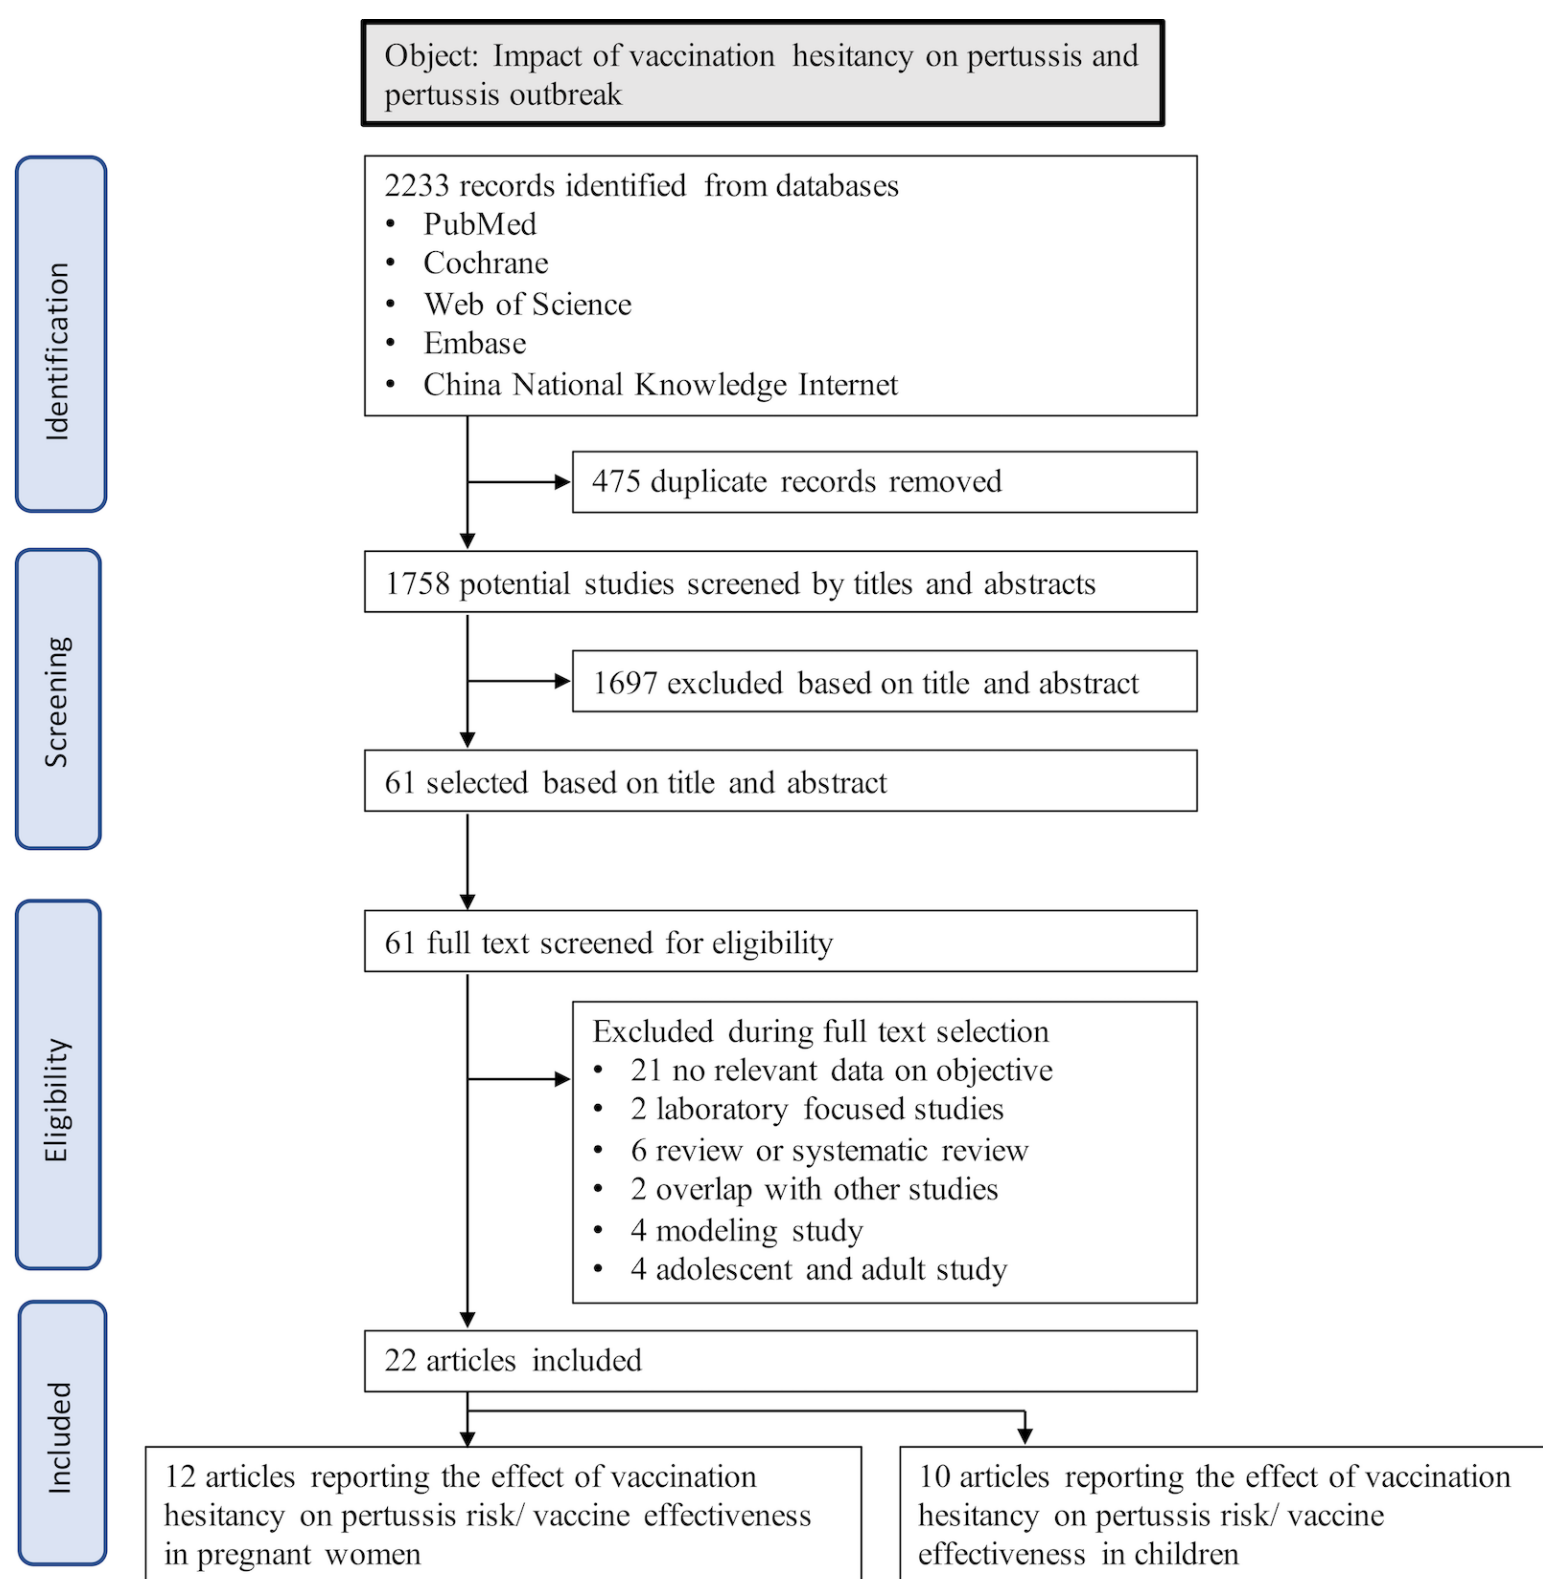 Object: Impact of vaccination hesitancy on pertussis and
pertussis outbreak
Identification
2233 records identified from databases
• PubMed
• Cochrane
• Web of Science
• Embase
• China National Knowledge Internet
475 duplicate records removed
Screening
1758 potential studies screened by titles and abstracts
1697 excluded based on title and abstract
61 selected based on title and abstract
Eligibility
61 full text screened for eligibility
Excluded during full text selection
• 21 no relevant data on objective
• 2 laboratory focused studies
• 6 review or systematic review
• 2 overlap with other studies
• 4 modeling study
• 4 adolescent and adult study
Included
22 articles included
12 articles reporting the effect of vaccination
hesitancy on pertussis risk/ vaccine effectiveness
in pregnant women
10 articles reporting the effect of vaccination
hesitancy on pertussis risk/ vaccine
effectiveness in children